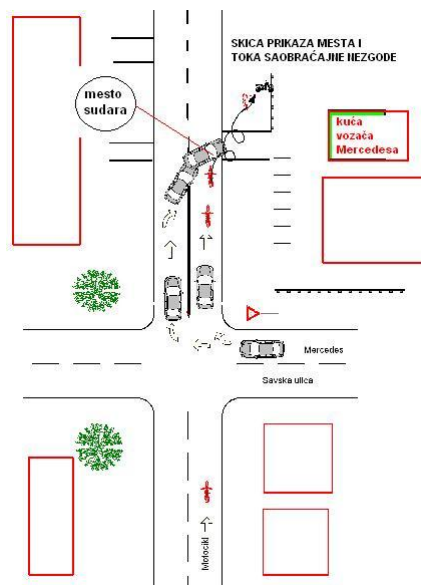 SKICA PRIKAZA MESTA I
TOKA SAOBRAĆAJNE NEZGODE
mesto
sudara
kuća
vozača
Mercedesa
Mercedes
Savska ulica
Motocikl